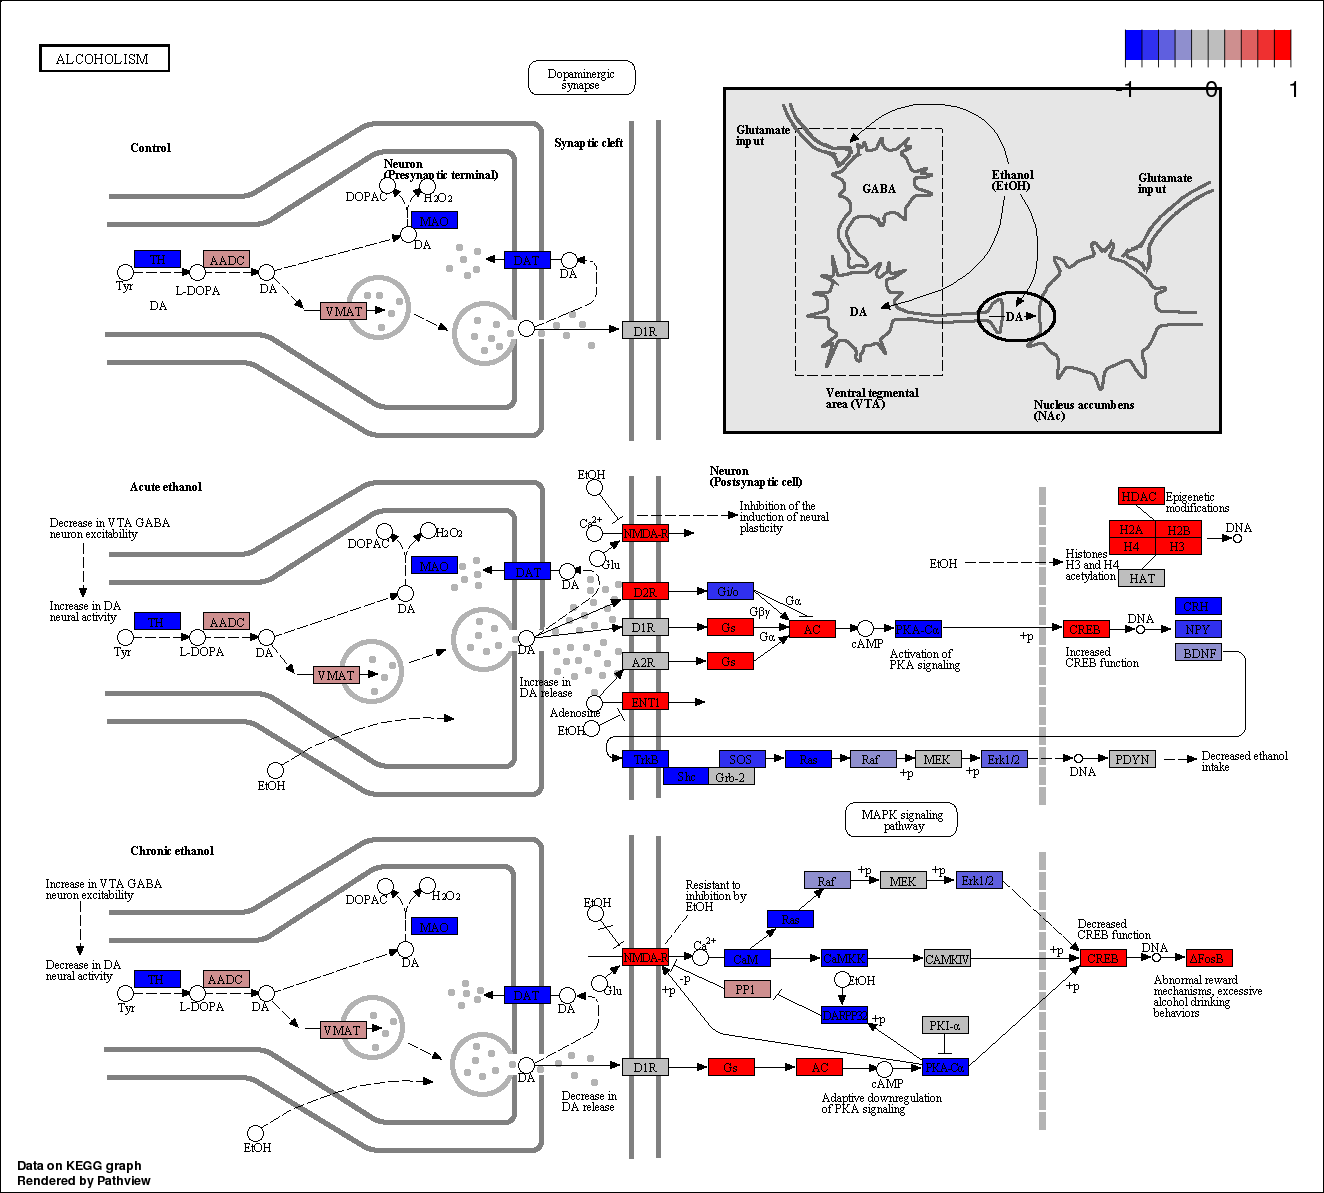 ALCOHOLISM
Dopaminergic
synapse
-1
0
1
Control
Synaptic cleft
Neuron
(Presynaptic terminal)
DOPAC
H2O2
MAO
DA
TH
AADC
DAT
DA
Tyr
L-DOPA
DA
DA
VMAT
D1R
Glutamate
input
GABA
Ethanol
(EtOH)
Glutamate
input
DA
DA
Ventral tegmental
area (VTA)
Nucleus accumbens
(NAc)
Acute ethanol
Decrease in VTA GABA
neuron excitability
Increase in DA
neural activity
DOPAC
H2O2
MAO
DA
TH
AADC
DAT
DA
Tyr
L-DOPA
DA
VMAT
DA
Increase in
DA release
EtOH
EtOH
Ca2+
NMDA-R
Glu
Neuron
(Postsynaptic cell)
Inhibition of the
induction of neural
plasticity
D2R
Gi/o
Gα
Gβγ
D1R
Gs
AC
Gα
cAMP
A2R
Gs
Activation of
PKA signaling
+p
ENT1
Adenosine
EtOH
EtOH
Histones
H3 and H4
acetylation
HDAC
Epigenetic
modifications
H2A
H2B
H4
H3
DNA
HAT
CREB
DNA
CRH
NPY
BDNF
Increased
CREB function
TrkB
Shc
Grb-2
SOS
Ras
Raf
+p
MEK
+p
Erk1/2
DNA
PDYN
Decreased ethanol
intake
MAPK signaling
pathway
Chronic ethanol
Increase in VTA GABA
neuron excitability
Decrease in DA
neural activity
DOPAC
H2O2
MAO
DA
TH
AADC
DAT
DA
Tyr
L-DOPA
DA
VMAT
DA
Decrease in
DA release
EtOH
EtOH
NMDA-R
Glu
Resistant to
inhibition by
EtOH
Ca2+
+p
-p
Raf
+p
MEK
+p
Erk1/2
Ras
CaM
CAMKK
CAMKIV
+p
PP1
EtOH
+p
PKI-α
D1R
Gs
AC
cAMP
Adaptive downregulation
of PKA signaling
Decreased
CREB function
CREB
+p
DNA
ΔFosB
Abnormal reward
mechanisms, excessive
alcohol drinking
behaviors
Data on KEGG graph
Rendered by Pathview